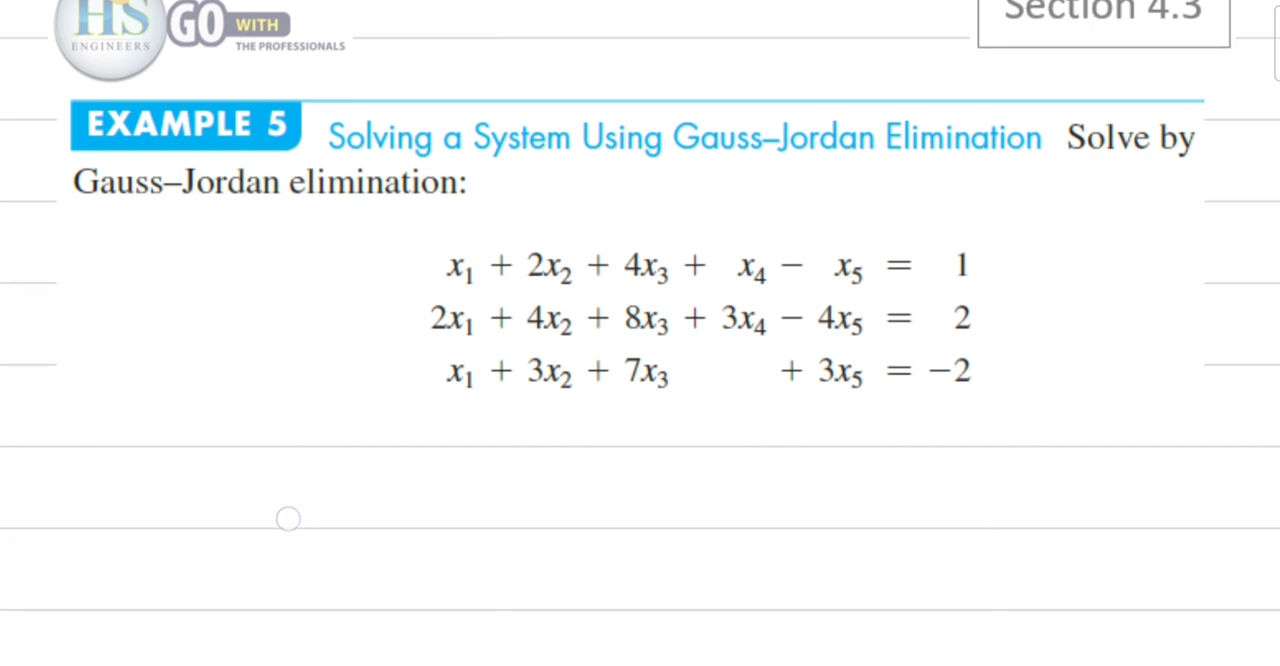 HS GO WITH
ENGINEERS THE PROFESSIONALS
Section 4.3
EXAMPLE 5 Solving a System Using Gauss–Jordan Elimination Solve by
Gauss–Jordan elimination:
x₁ + 2x₂ + 4x₃ + x₄ − x₅ = 1
2x₁ + 4x₂ + 8x₃ + 3x₄ − 4x₅ = 2
x₁ + 3x₂ + 7x₃ + 3x₅ = −2